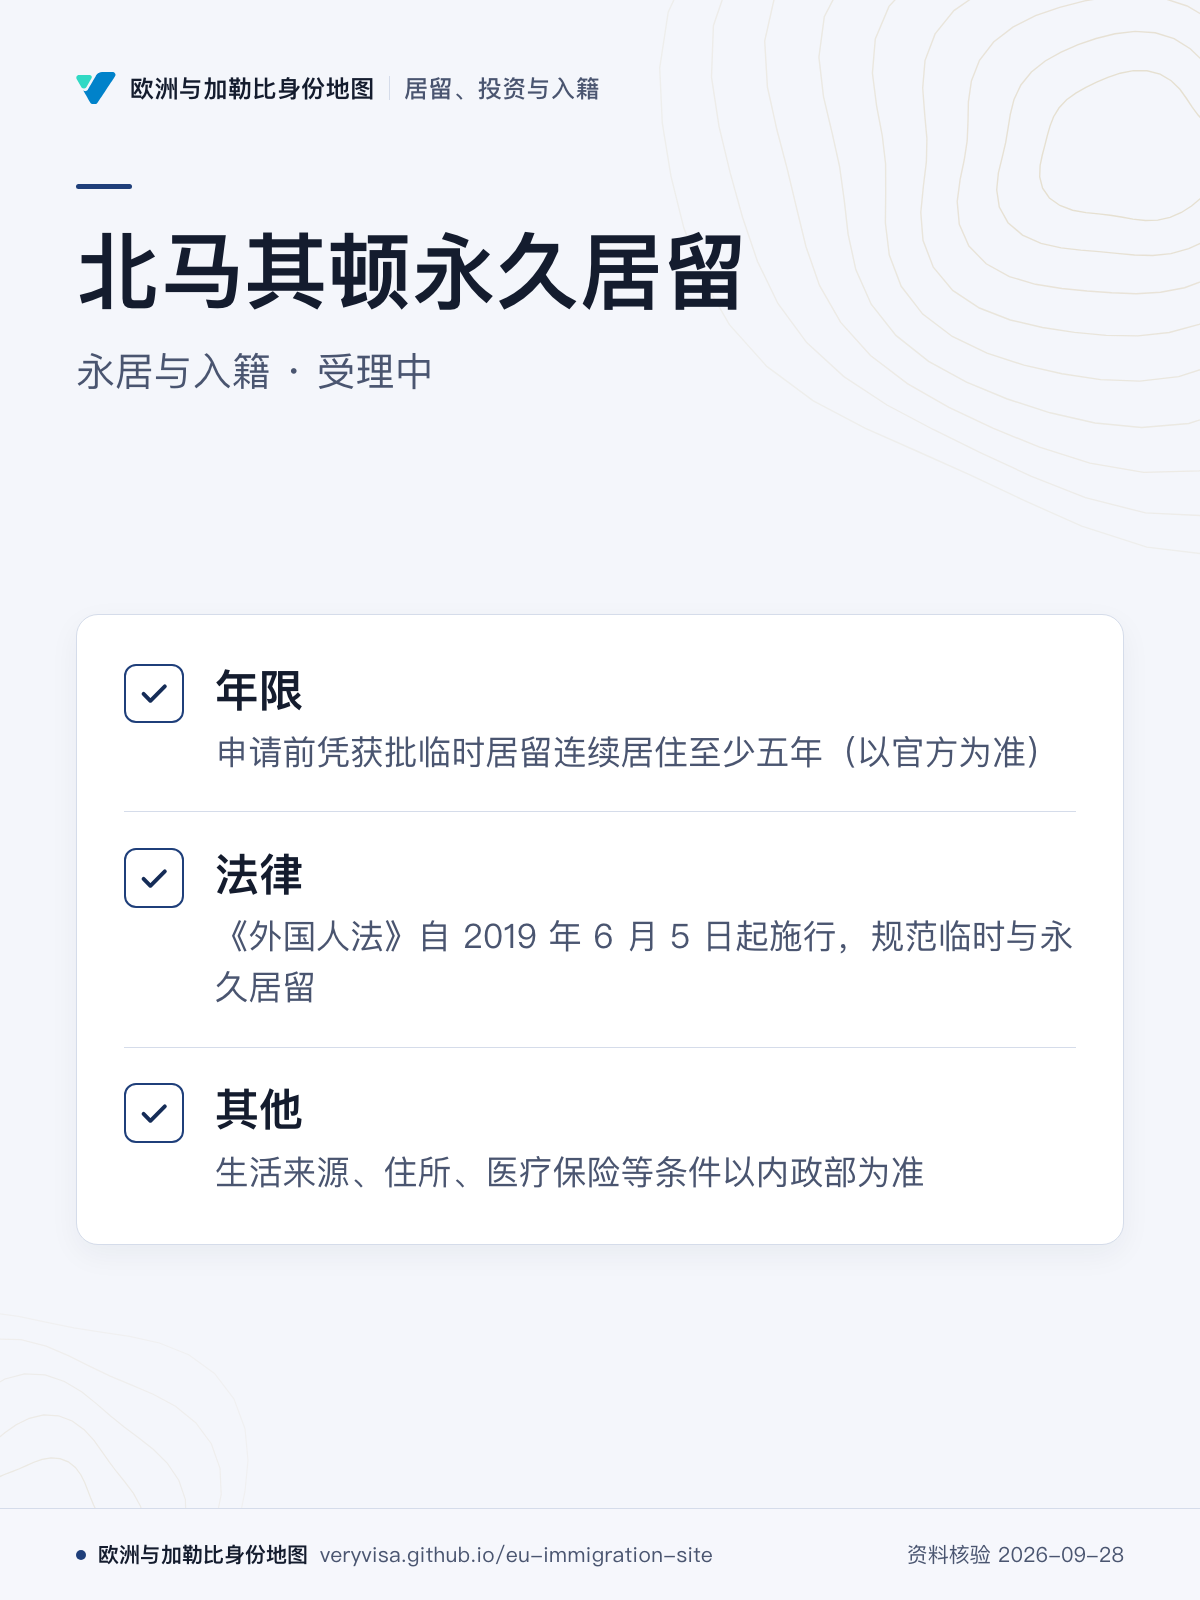 欧洲与加勒比身份地图 居留、投资与入籍
北马其顿永久居留
永居与入籍 · 受理中
年限
申请前凭获批临时居留连续居住至少五年（以官方为准）
法律
《外国人法》自 2019 年 6 月 5 日起施行，规范临时与永
久居留
其他
生活来源、住所、医疗保险等条件以内政部为准
欧洲与加勒比身份地图 veryvisa.github.io/eu-immigration-site 资料核验 2026-09-28